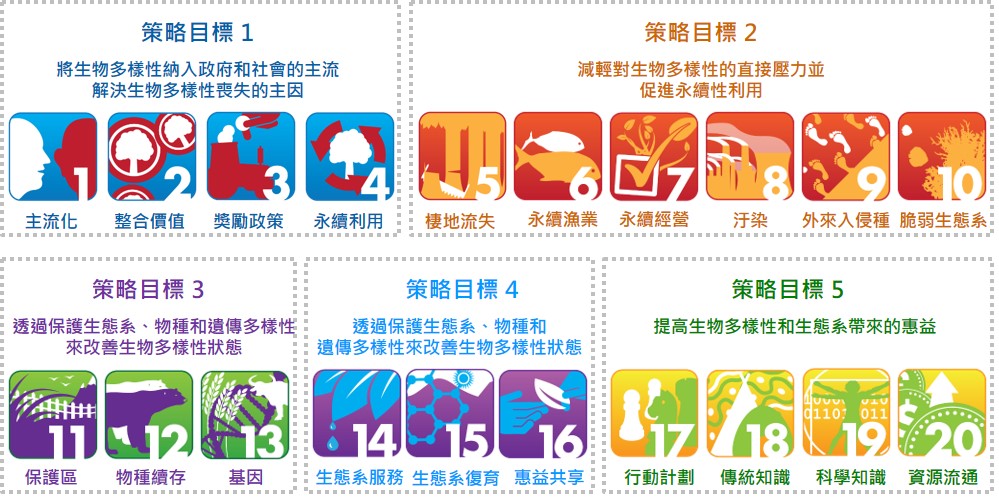 策略目標 1
將生物多樣性納入政府和社會的主流
解決生物多樣性喪失的主因
1
2
3
4
主流化
整合價值
獎勵政策
永續利用
策略目標 2
減輕對生物多樣性的直接壓力並
促進永續性利用
5
6
7
8
9
10
棲地流失
永續漁業
永續經營
汙染
外來入侵種
脆弱生態系
策略目標 3
透過保護生態系、物種和遺傳多樣性
來改善生物多樣性狀態
11
12
13
保護區
物種續存
基因
策略目標 4
透過保護生態系、物種和
遺傳多樣性來改善生物多樣性狀態
14
15
16
生態系服務
生態系復育
惠益共享
策略目標 5
提高生物多樣性和生態系帶來的惠益
17
18
19
$
20
行動計劃
傳統知識
科學知識
資源流通